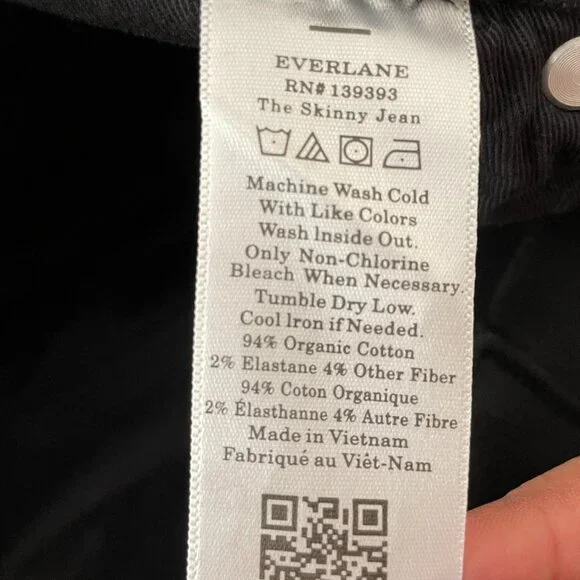 EVERLANE
RN# 139393
The Skinny Jean
Machine Wash Cold
With Like Colors
Wash Inside Out.
Only Non-Chlorine
Bleach When Necessary.
Tumble Dry Low.
Cool Iron if Needed.
94% Organic Cotton
2% Elastane 4% Other Fiber
94% Coton Organique
2% Élasthanne 4% Autre Fibre
Made in Vietnam
Fabriqué au Viêt-Nam